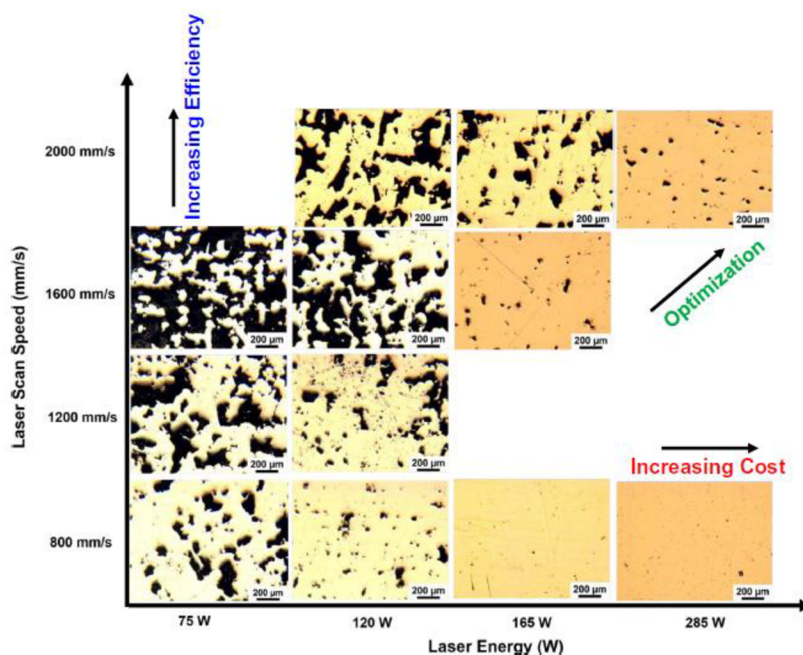 Increasing Efficiency
2000 mm/s
200 µm
200 µm
200 µm
Laser Scan Speed (mm/s)
1600 mm/s
200 µm
200 µm
200 µm
Optimization
1200 mm/s
200 µm
200 µm
Increasing Cost
800 mm/s
200 µm
200 µm
200 µm
200 µm
75 W
120 W
165 W
285 W
Laser Energy (W)